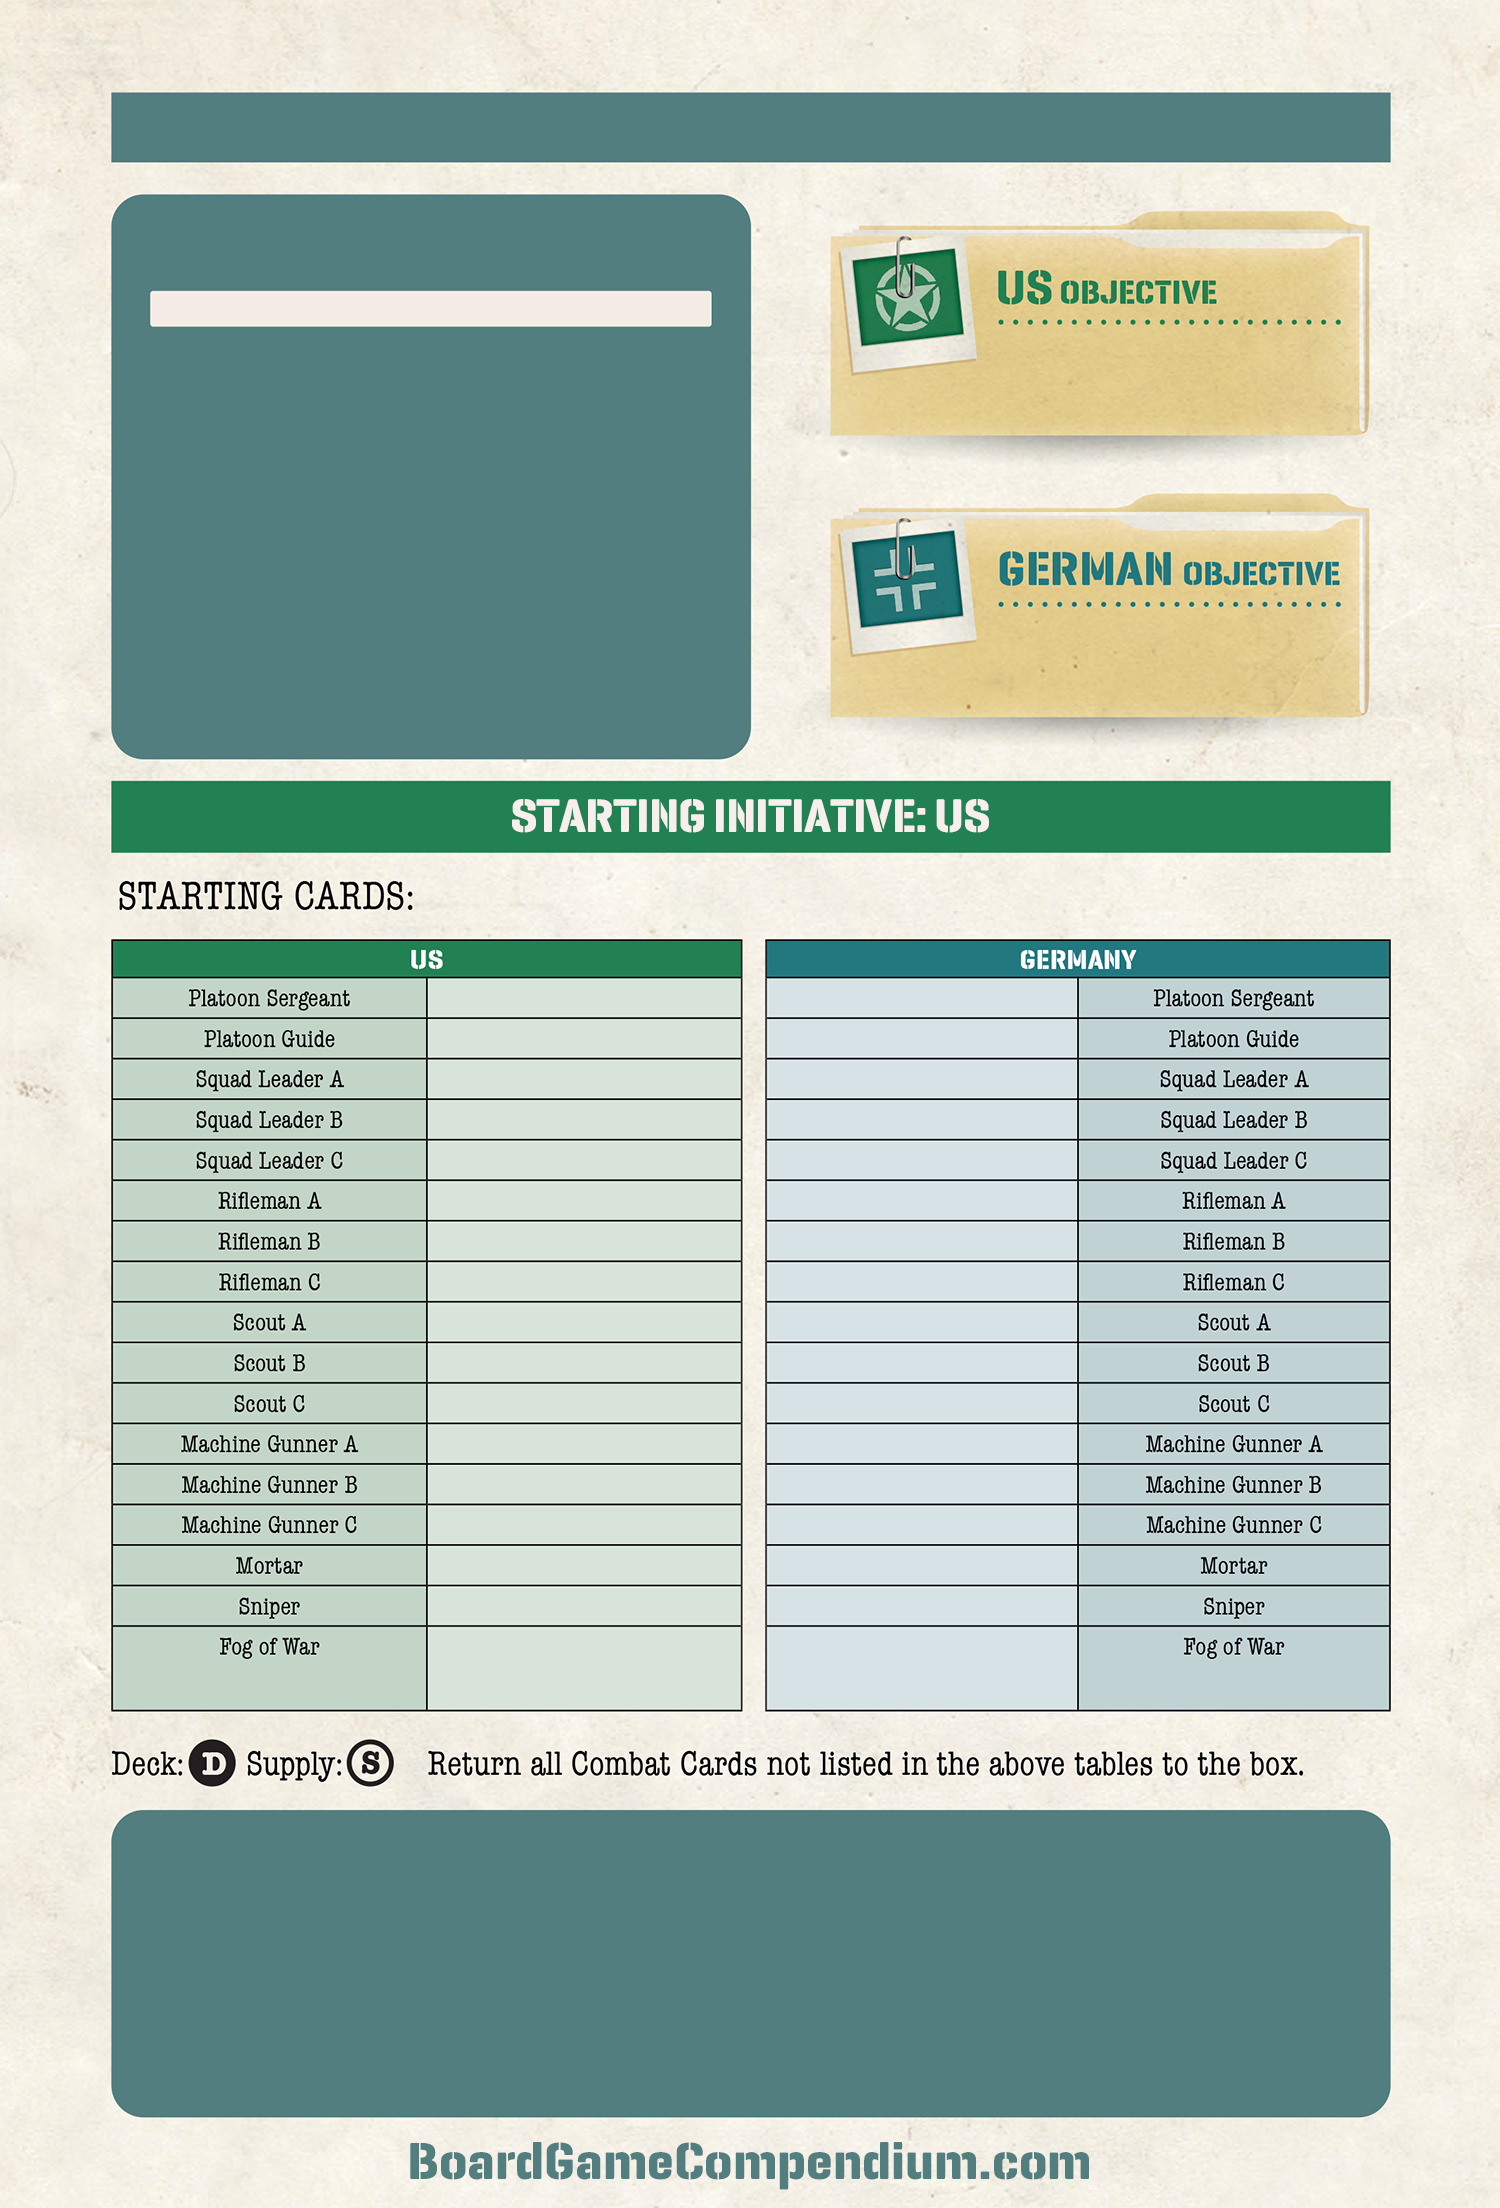 US OBJECTIVE
GERMAN OBJECTIVE
STARTING INITIATIVE: US
STARTING CARDS:
US
Platoon Sergeant
Platoon Guide
Squad Leader A
Squad Leader B
Squad Leader C
Rifleman A
Rifleman B
Rifleman C
Scout A
Scout B
Scout C
Machine Gunner A
Machine Gunner B
Machine Gunner C
Mortar
Sniper
Fog of War
GERMANY
Platoon Sergeant
Platoon Guide
Squad Leader A
Squad Leader B
Squad Leader C
Rifleman A
Rifleman B
Rifleman C
Scout A
Scout B
Scout C
Machine Gunner A
Machine Gunner B
Machine Gunner C
Mortar
Sniper
Fog of War
Deck: D Supply: S Return all Combat Cards not listed in the above tables to the box.
BoardGameCompendium.com